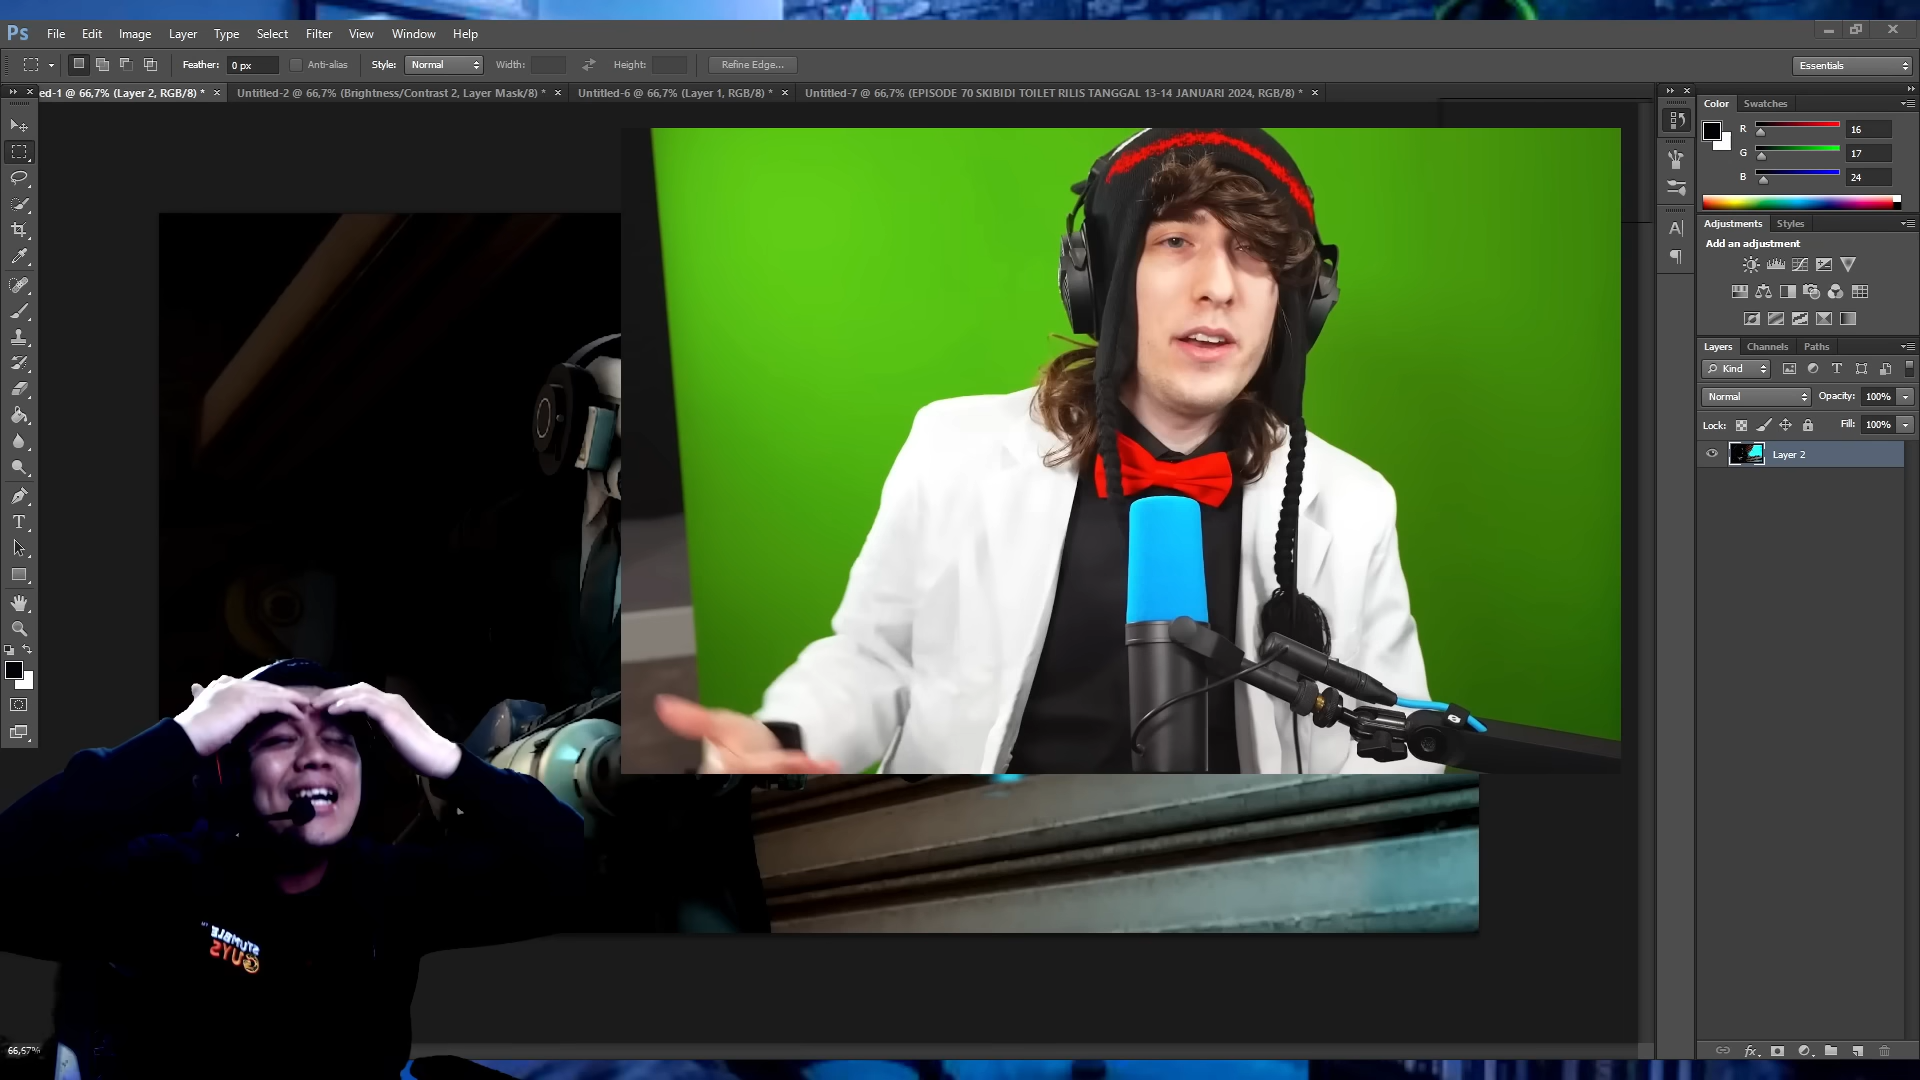 Ps File Edit Image Layer Type Select Filter View Window Help
Feather: 0 px Anti-alias Style: Normal Width: Height: Refine Edge... Essentials
ed-1 @ 66,7% (Layer 2, RGB/8) * × Untitled-2 @ 66,7% (Brightness/Contrast 2, Layer Mask/8) * × Untitled-6 @ 66,7% (Layer 1, RGB/8) * × Untitled-7 @ 66,7% (EPISODE 70 SKIBIDI TOILET RILIS TANGGAL 13-14 JANUARI 2024, RGB/8) * ×
Color Swatches
R 16
G 17
B 24
Adjustments Styles
Add an adjustment
Layers Channels Paths
Kind
Normal Opacity: 100%
Lock: Fill: 100%
Layer 2
STUMBLE
GUYS
66,67%